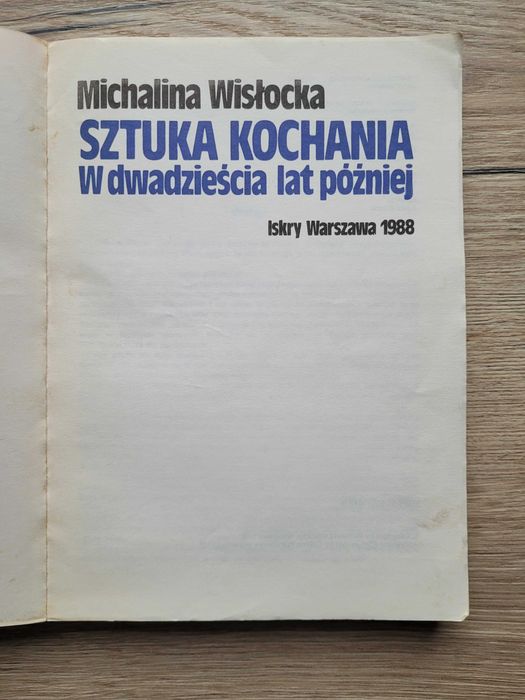 Michalina Wisłocka
SZTUKA KOCHANIA
W dwadzieścia lat później
Iskry Warszawa 1988